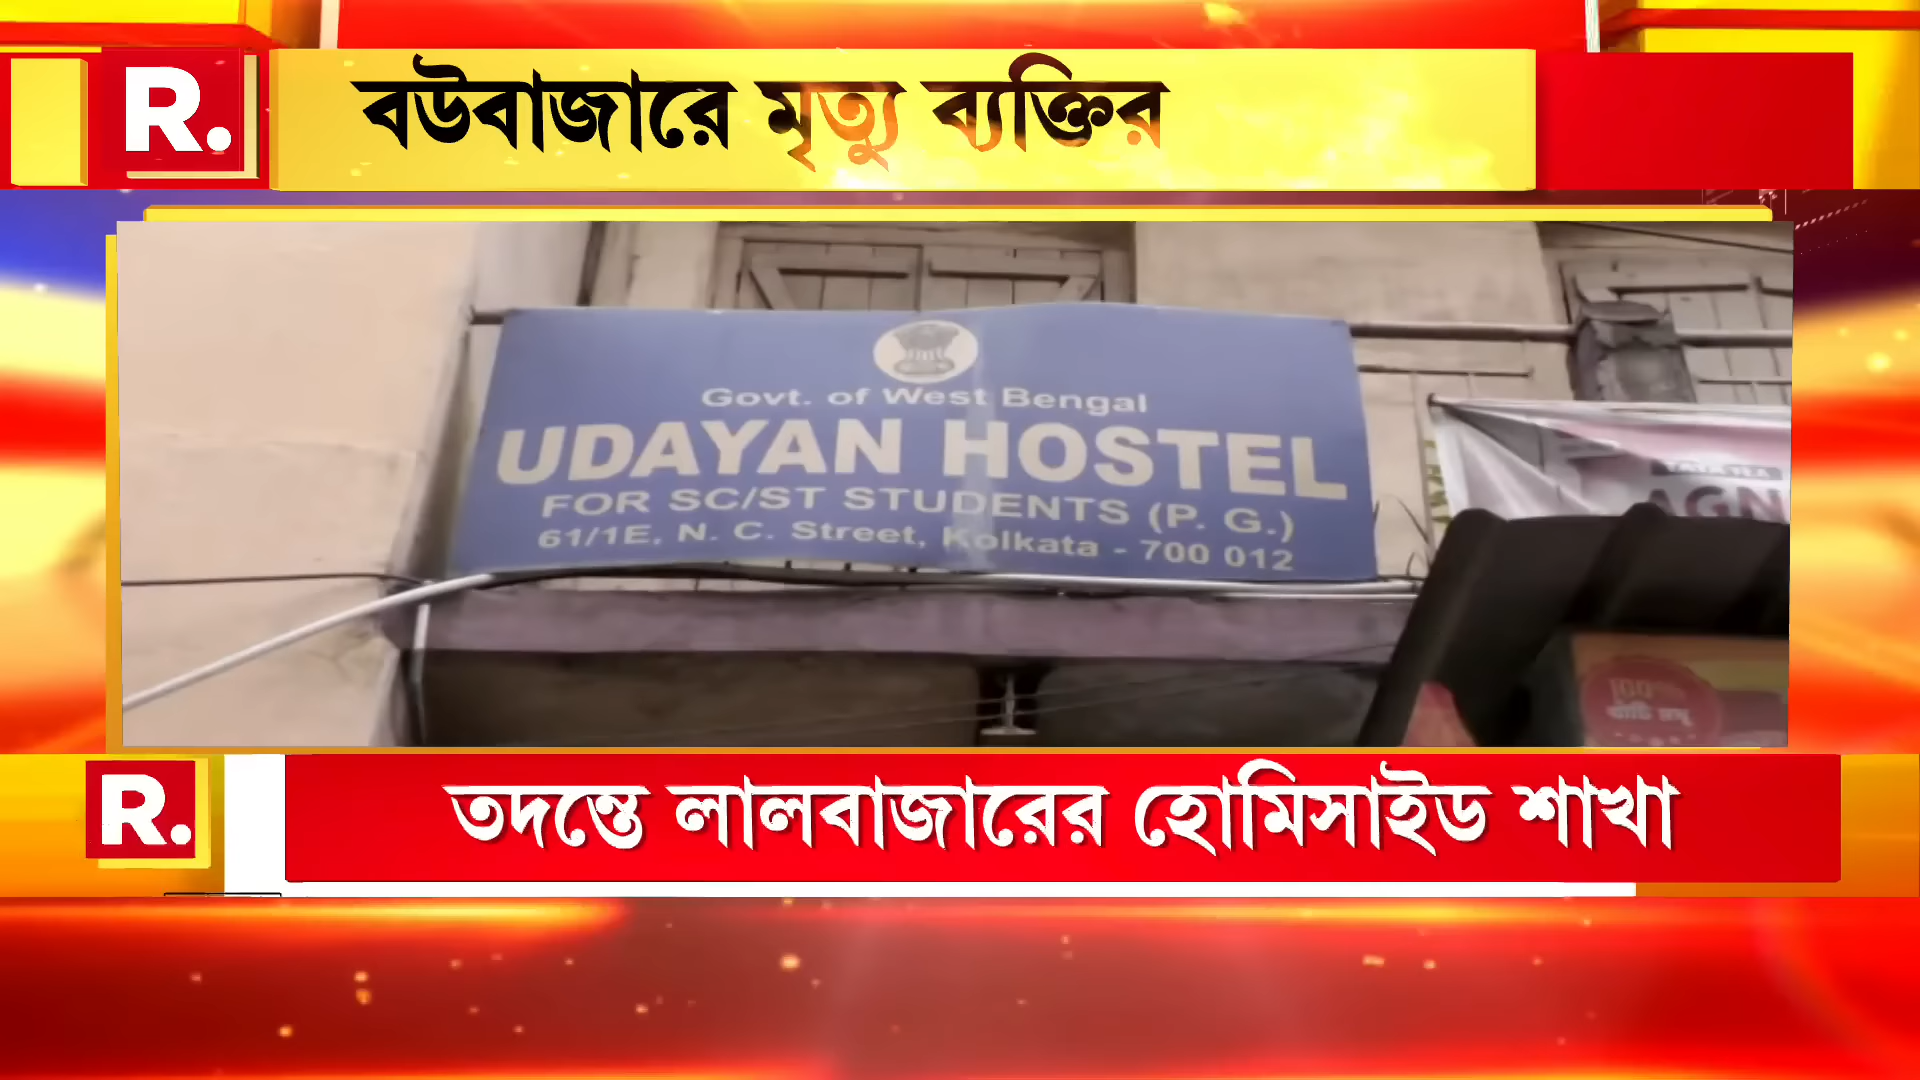 R.
বউবাজারে মৃত্যু ব্যক্তির
Govt. of West Bengal
UDAYAN HOSTEL
FOR SC/ST STUDENTS (P. G.)
61/1E, N. C. Street, Kolkata - 700 012
AGN
R.
তদন্তে লালবাজারের হোমিসাইড শাখা